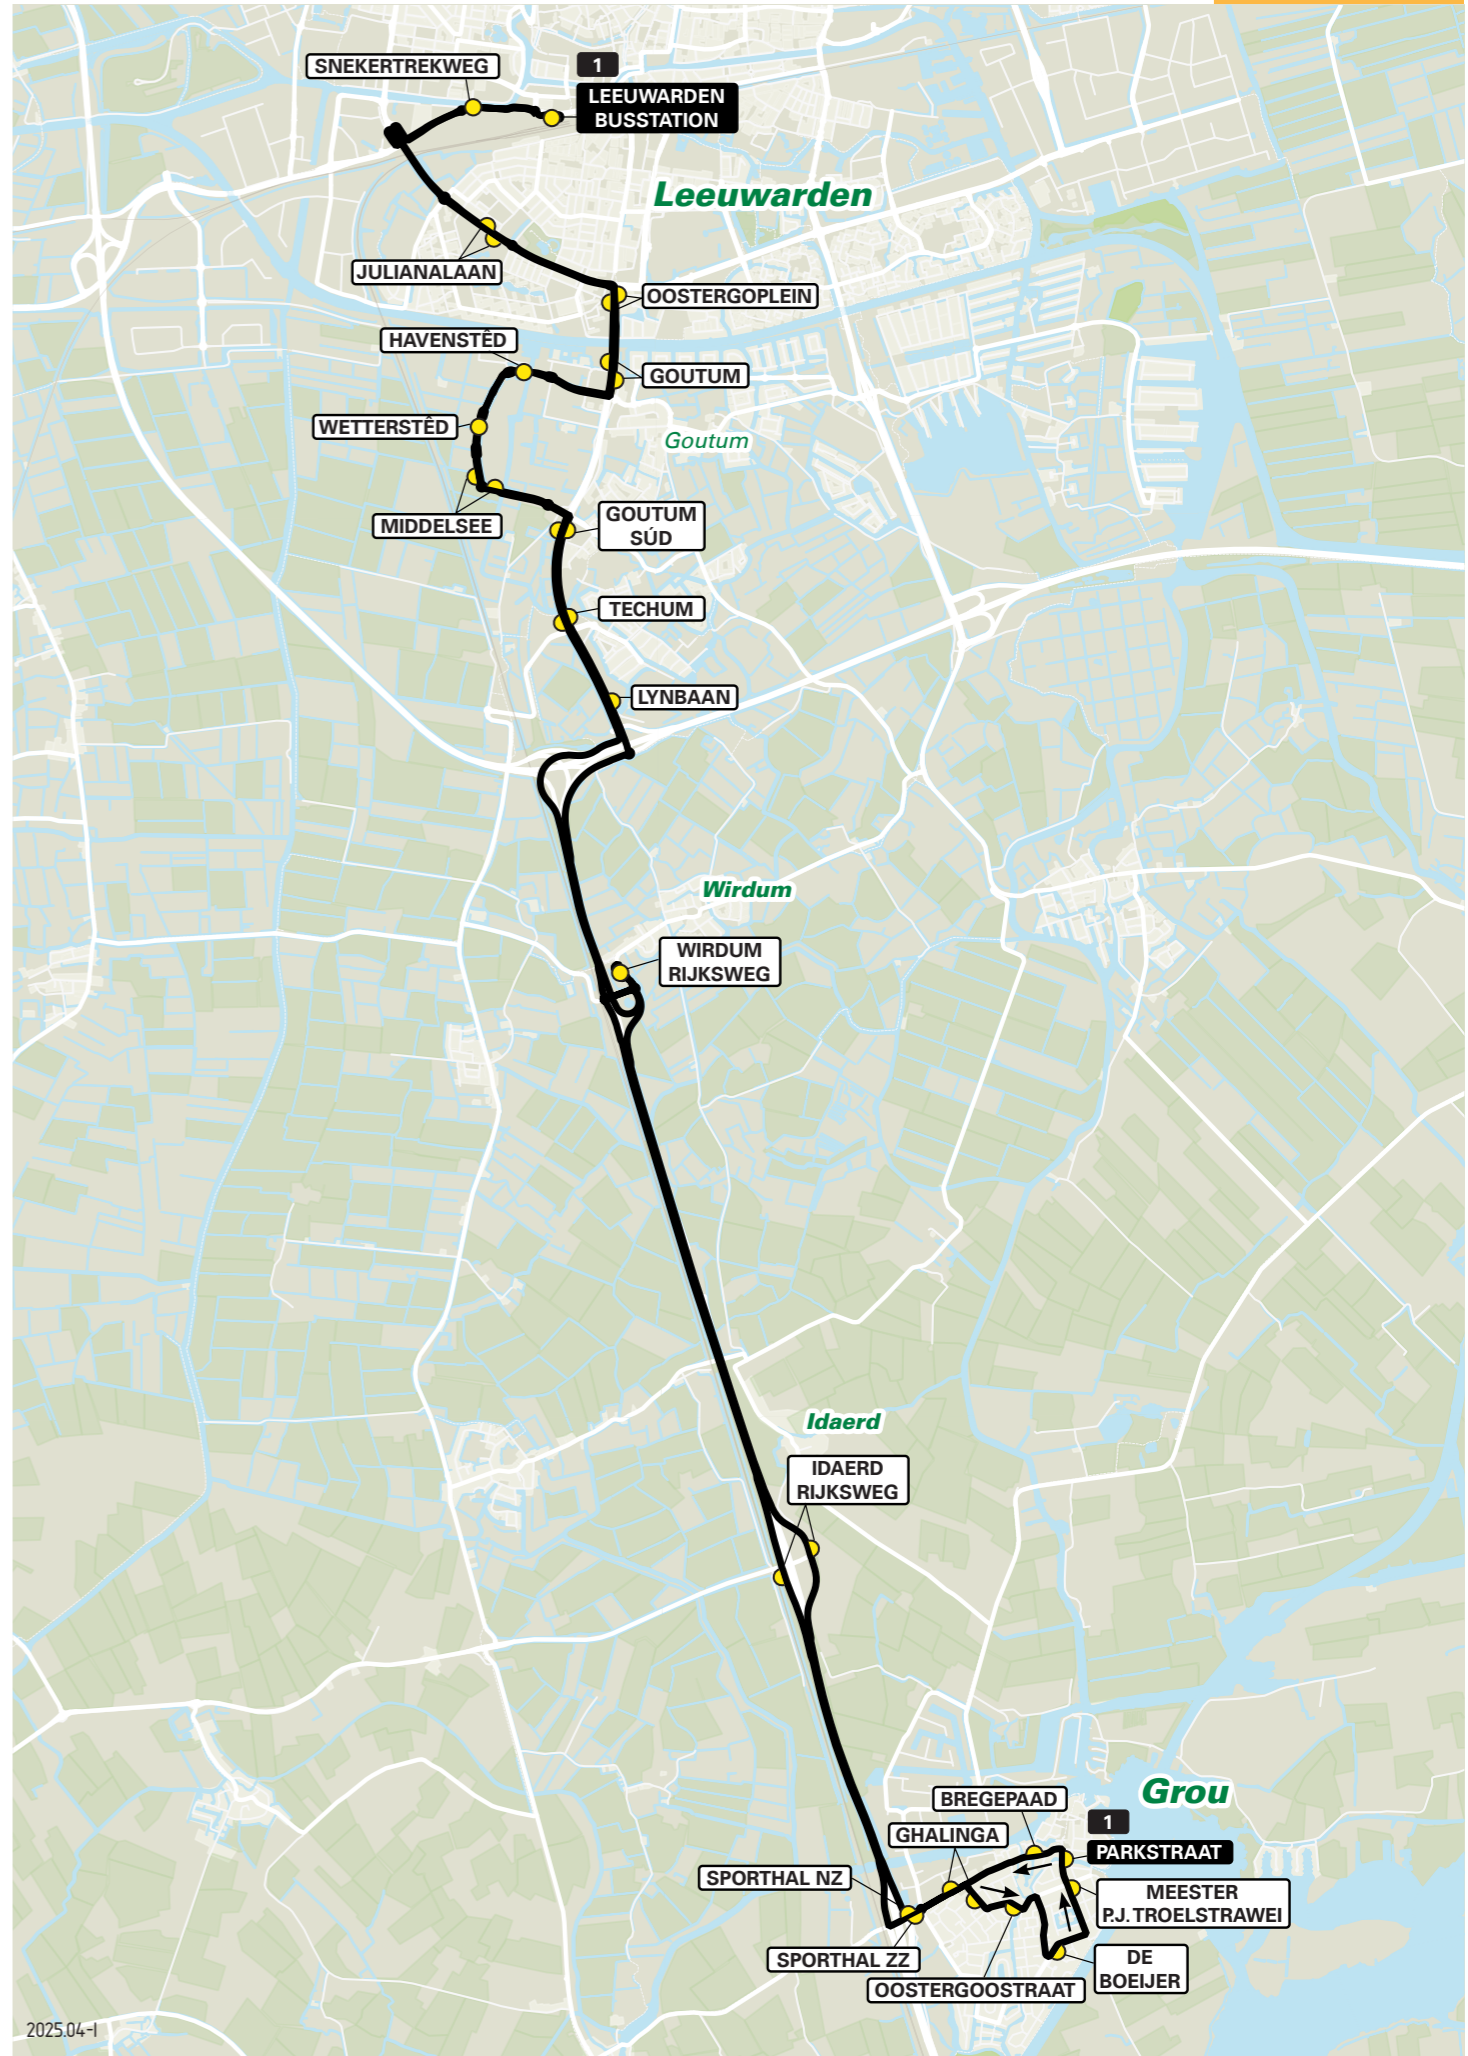 SNEKERTREKWEG
1
LEEUWARDEN
BUSSTATION
Leeuwarden
JULIANALAAN
OOSTERGOPLEIN
HAVENSTÊD
GOUTUM
WETTERSTÊD
Goutum
MIDDELSEE
GOUTUM
SÚD
TECHUM
LYNBAAN
Wirdum
WIRDUM
RIJKSWEG
Idaerd
IDAERD
RIJKSWEG
Grou
BREGEPAAD
1
GHALINGA
PARKSTRAAT
SPORTHAL NZ
MEESTER
P.J. TROELSTRAWEI
SPORTHAL ZZ
DE
BOEIJER
OOSTERGOOSTRAAT
2025.04-I